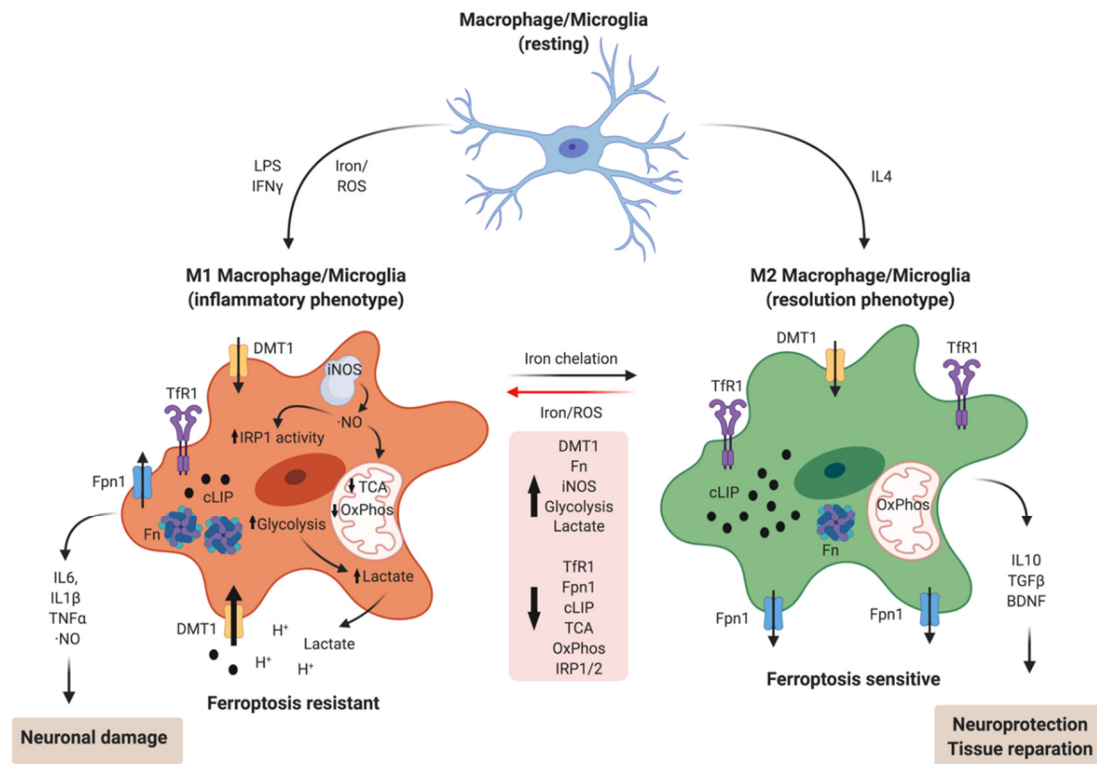 Macrophage/Microglia
(resting)
LPS
IFNγ
Iron/
ROS
IL4
M1 Macrophage/Microglia
(inflammatory phenotype)
DMT1
iNOS
TfR1
·NO
IRP1 activity
Fpn1
cLIP
TCA
OxPhos
Glycolysis
Fn
Lactate
IL6,
IL1β
TNFα
·NO
DMT1
H⁺
Lactate
H⁺
H⁺
Ferroptosis resistant
Neuronal damage
Iron chelation
Iron/ROS
DMT1
Fn
iNOS
Glycolysis
Lactate
TfR1
Fpn1
cLIP
TCA
OxPhos
IRP1/2
M2 Macrophage/Microglia
(resolution phenotype)
DMT1
TfR1
TfR1
cLIP
OxPhos
Fn
IL10
TGFβ
BDNF
Fpn1
Fpn1
Ferroptosis sensitive
Neuroprotection
Tissue reparation